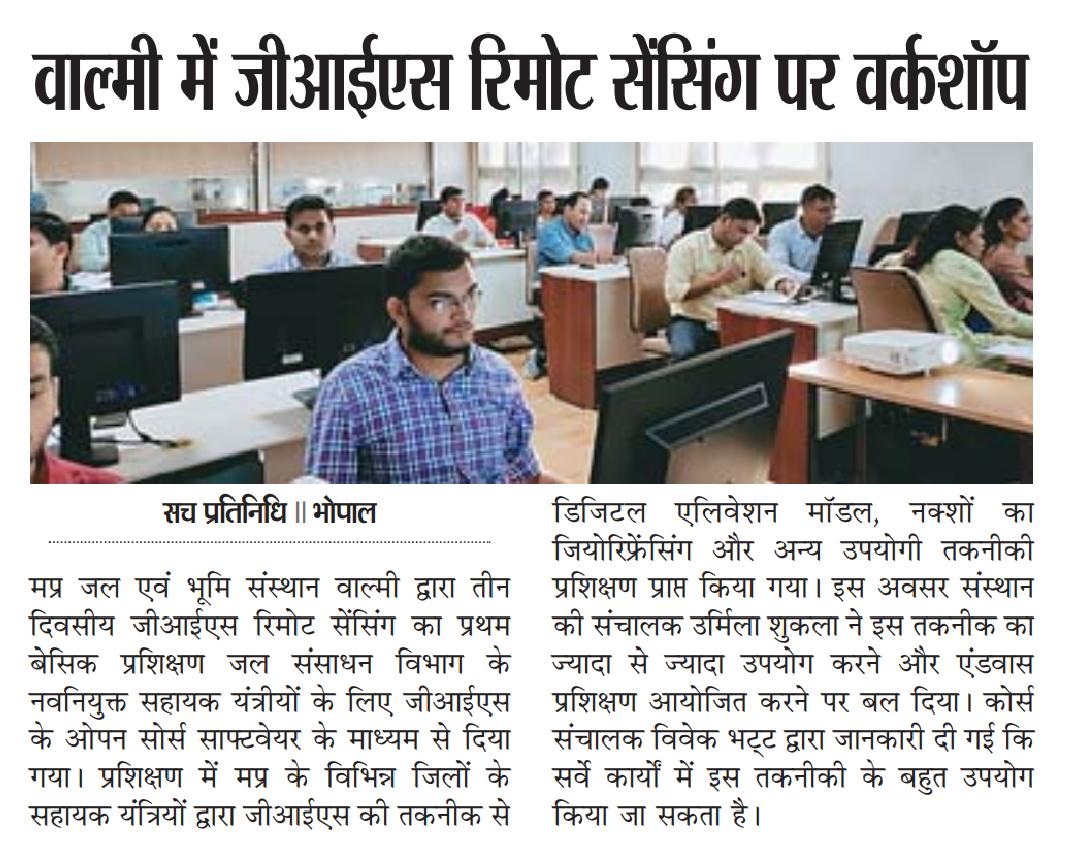 वाल्मी में जीआईएस रिमोट सेंसिंग पर वर्कशॉप
सच प्रतिनिधि || भोपाल
मप्र जल एवं भूमि संस्थान वाल्मी द्वारा तीन
दिवसीय जीआईएस रिमोट सेंसिंग का प्रथम
बेसिक प्रशिक्षण जल संसाधन विभाग के
नवनियुक्त सहायक यंत्रीयों के लिए जीआईएस
के ओपन सोर्स साफ्टवेयर के माध्यम से दिया
गया। प्रशिक्षण में मप्र के विभिन्न जिलों के
सहायक यंत्रियों द्वारा जीआईएस की तकनीक से
डिजिटल एलिवेशन मॉडल, नक्शों का
जियोरिफ्रेंसिंग और अन्य उपयोगी तकनीकी
प्रशिक्षण प्राप्त किया गया। इस अवसर संस्थान
की संचालक उर्मिला शुकला ने इस तकनीक का
ज्यादा से ज्यादा उपयोग करने और एंडवास
प्रशिक्षण आयोजित करने पर बल दिया। कोर्स
संचालक विवेक भट्ट द्वारा जानकारी दी गई कि
सर्वे कार्यों में इस तकनीकी के बहुत उपयोग
किया जा सकता है।